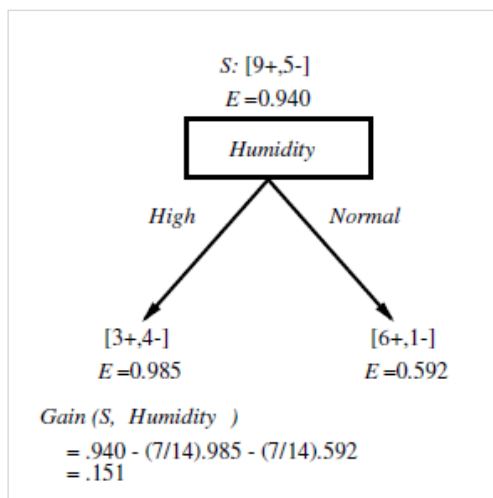 S: [9+,5-]
E =0.940
Humidity
High Normal
[3+,4-] [6+,1-]
E =0.985 E =0.592
Gain (S, Humidity )
= .940 - (7/14).985 - (7/14).592
= .151